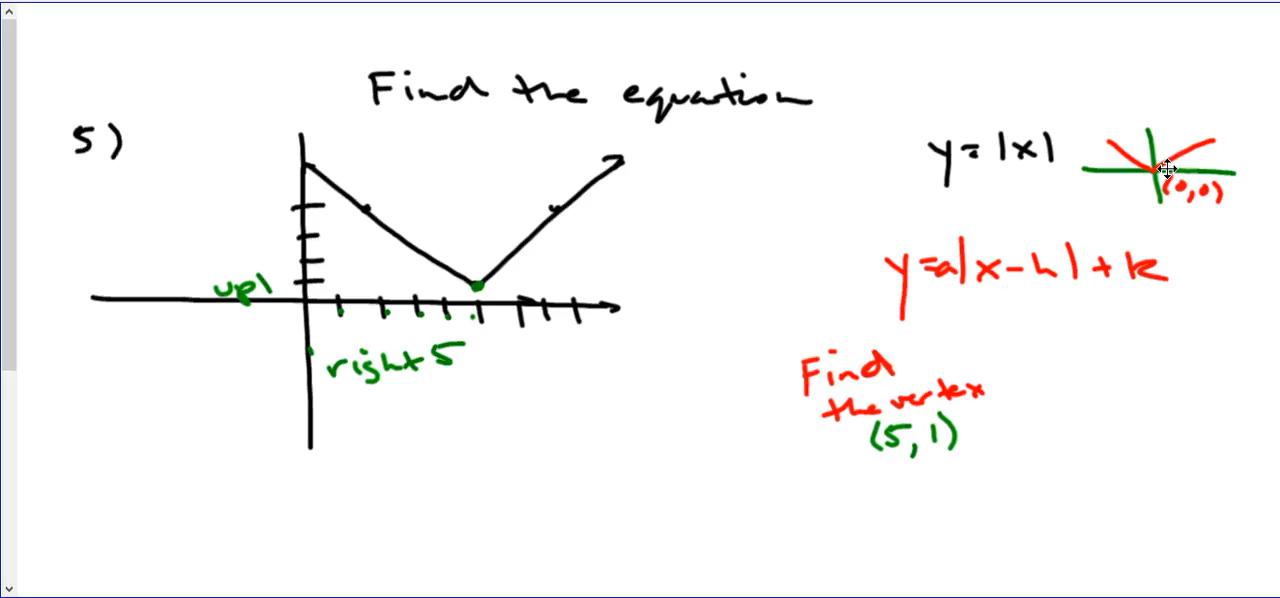 Find the equation
5)
y = |x|
(0,0)
y=a|x-h|+k
up1
right 5
Find
the vertex
(5,1)